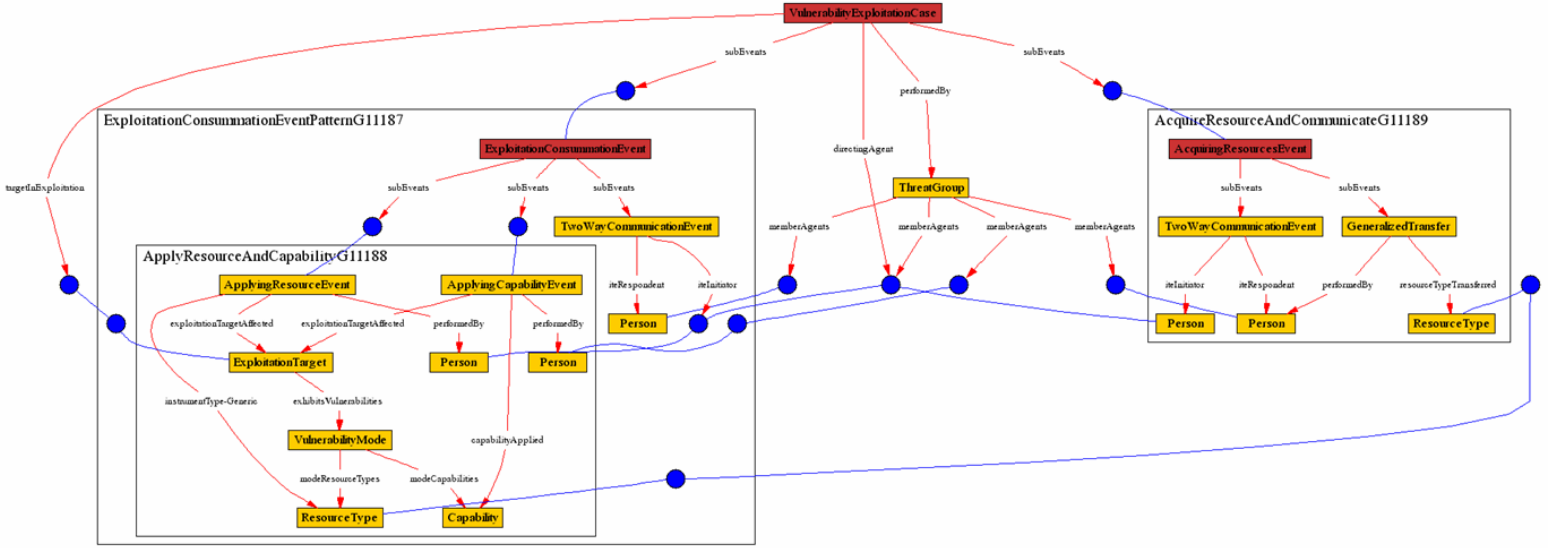 VulnerabilityExploitationCase
subEvents
subEvents
performedBy
ExploitationConsummationEventPatternG11187
AcquireResourceAndCommunicateG11189
ExploitationConsummationEvent
directingAgent
AcquiringResourcesEvent
targetInExploitation
subEvents
subEvents
subEvents
ThreatGroup
subEvents
subEvents
TwoWayCommunicationEvent
memberAgents
memberAgents
memberAgents
memberAgents
TwoWayCommunicationEvent
GeneralizedTransfer
ApplyResourceAndCapabilityG11188
ApplyingResourceEvent
ApplyingCapabilityEvent
iteRespondent
iteInitiator
iteInitiator
iteRespondent
performedBy
resourceTypeTransferred
exploitationTargetAffected
exploitationTargetAffected
performedBy
performedBy
Person
Person
Person
ResourceType
ExploitationTarget
Person
Person
instrumentType-Generic
exhibitsVulnerabilities
VulnerabilityMode
capabilityApplied
modeResourceTypes
modeCapabilities
ResourceType
Capability